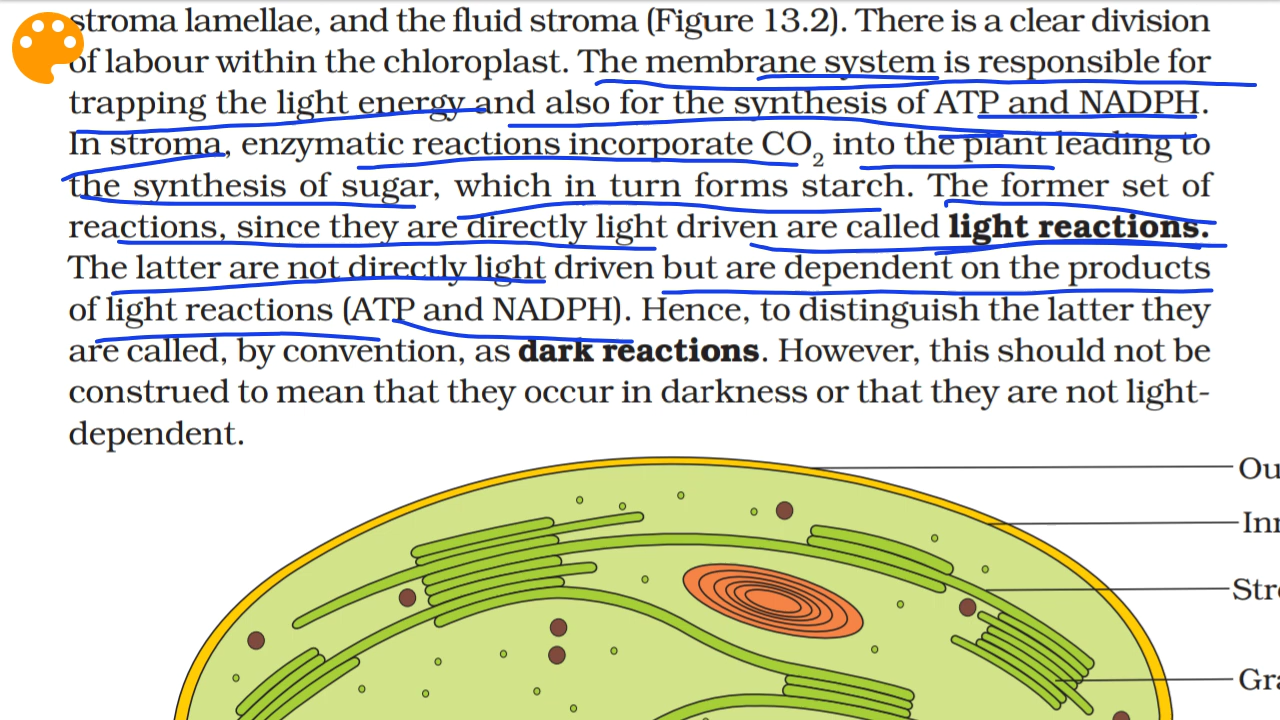 stroma lamellae, and the fluid stroma (Figure 13.2). There is a clear division
of labour within the chloroplast. The membrane system is responsible for
trapping the light energy and also for the synthesis of ATP and NADPH.
In stroma, enzymatic reactions incorporate CO₂ into the plant leading to
the synthesis of sugar, which in turn forms starch. The former set of
reactions, since they are directly light driven are called light reactions.
The latter are not directly light driven but are dependent on the products
of light reactions (ATP and NADPH). Hence, to distinguish the latter they
are called, by convention, as dark reactions. However, this should not be
construed to mean that they occur in darkness or that they are not light-
dependent.